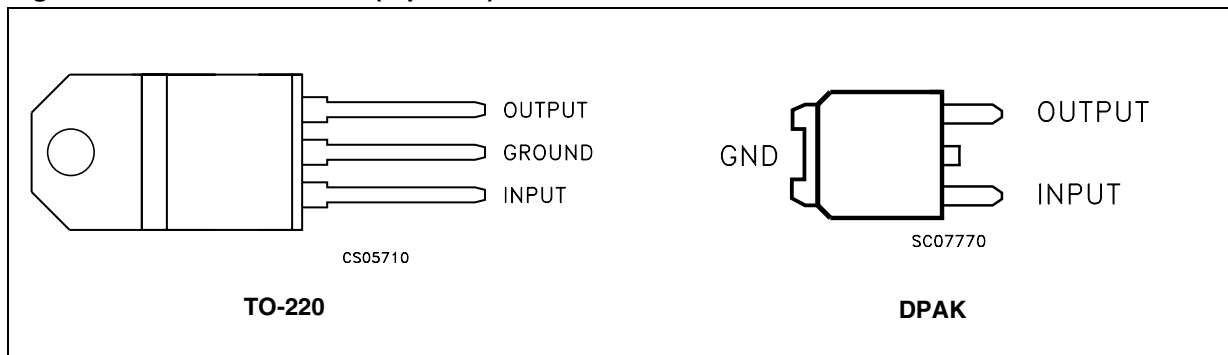 OUTPUT
GROUND
INPUT
CS05710
TO-220
OUTPUT
GND
INPUT
SC07770
DPAK